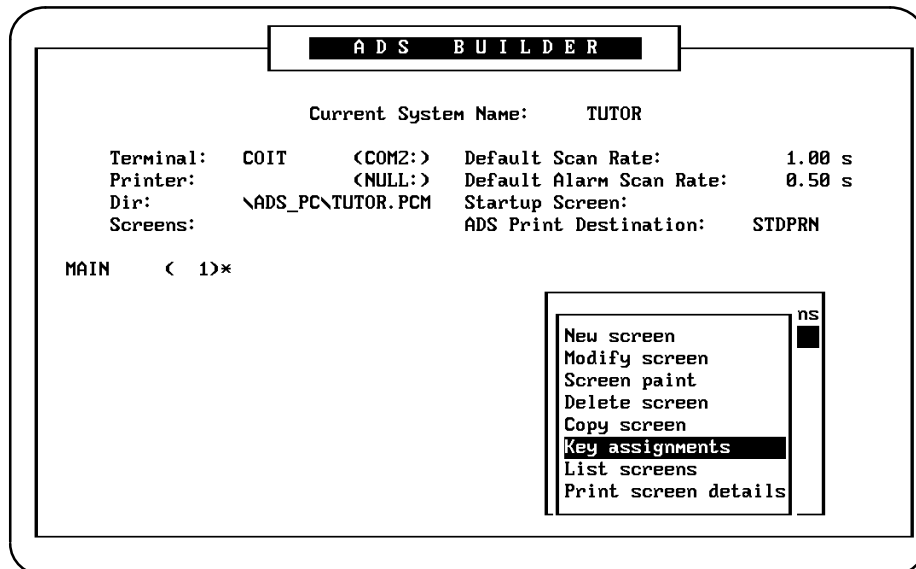 ADS BUILDER
Current System Name: TUTOR
Terminal: COIT (COM2:) Default Scan Rate: 1.00 s
Printer: (NULL:) Default Alarm Scan Rate: 0.50 s
Dir: \ADS_PC\TUTOR.PCM Startup Screen:
Screens: ADS Print Destination: STDPRN
MAIN ( 1)*
ns
New screen
Modify screen
Screen paint
Delete screen
Copy screen
Key assignments
List screens
Print screen details